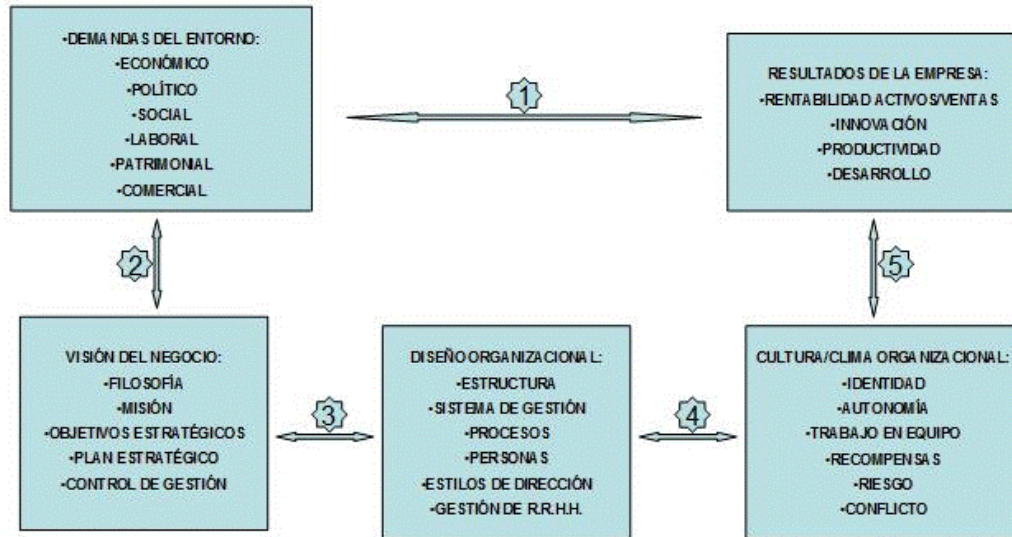 •DEMANDAS DEL ENTORNO:
•ECONÓMICO
•POLÍTICO
•SOCIAL
•LABORAL
•PATRIMONIAL
•COMERCIAL
1
RESULTADOS DE LA EMPRESA:
•RENTABILIDAD ACTIVOS/VENTAS
•INNOVACIÓN
•PRODUCTIVIDAD
•DESARROLLO
2
5
VISIÓN DEL NEGOCIO:
•FILOSOFÍA
•MISIÓN
•OBJETIVOS ESTRATÉGICOS
•PLAN ESTRATÉGICO
•CONTROL DE GESTIÓN
3
DISEÑO ORGANIZACIONAL:
•ESTRUCTURA
•SISTEMA DE GESTIÓN
•PROCESOS
•PERSONAS
•ESTILOS DE DIRECCIÓN
•GESTIÓN DE R.R.H.H.
4
CULTURA/CLIMA ORGANIZACIONAL:
•IDENTIDAD
•AUTONOMÍA
•TRABAJO EN EQUIPO
•RECOMPENSAS
•RIESGO
•CONFLICTO